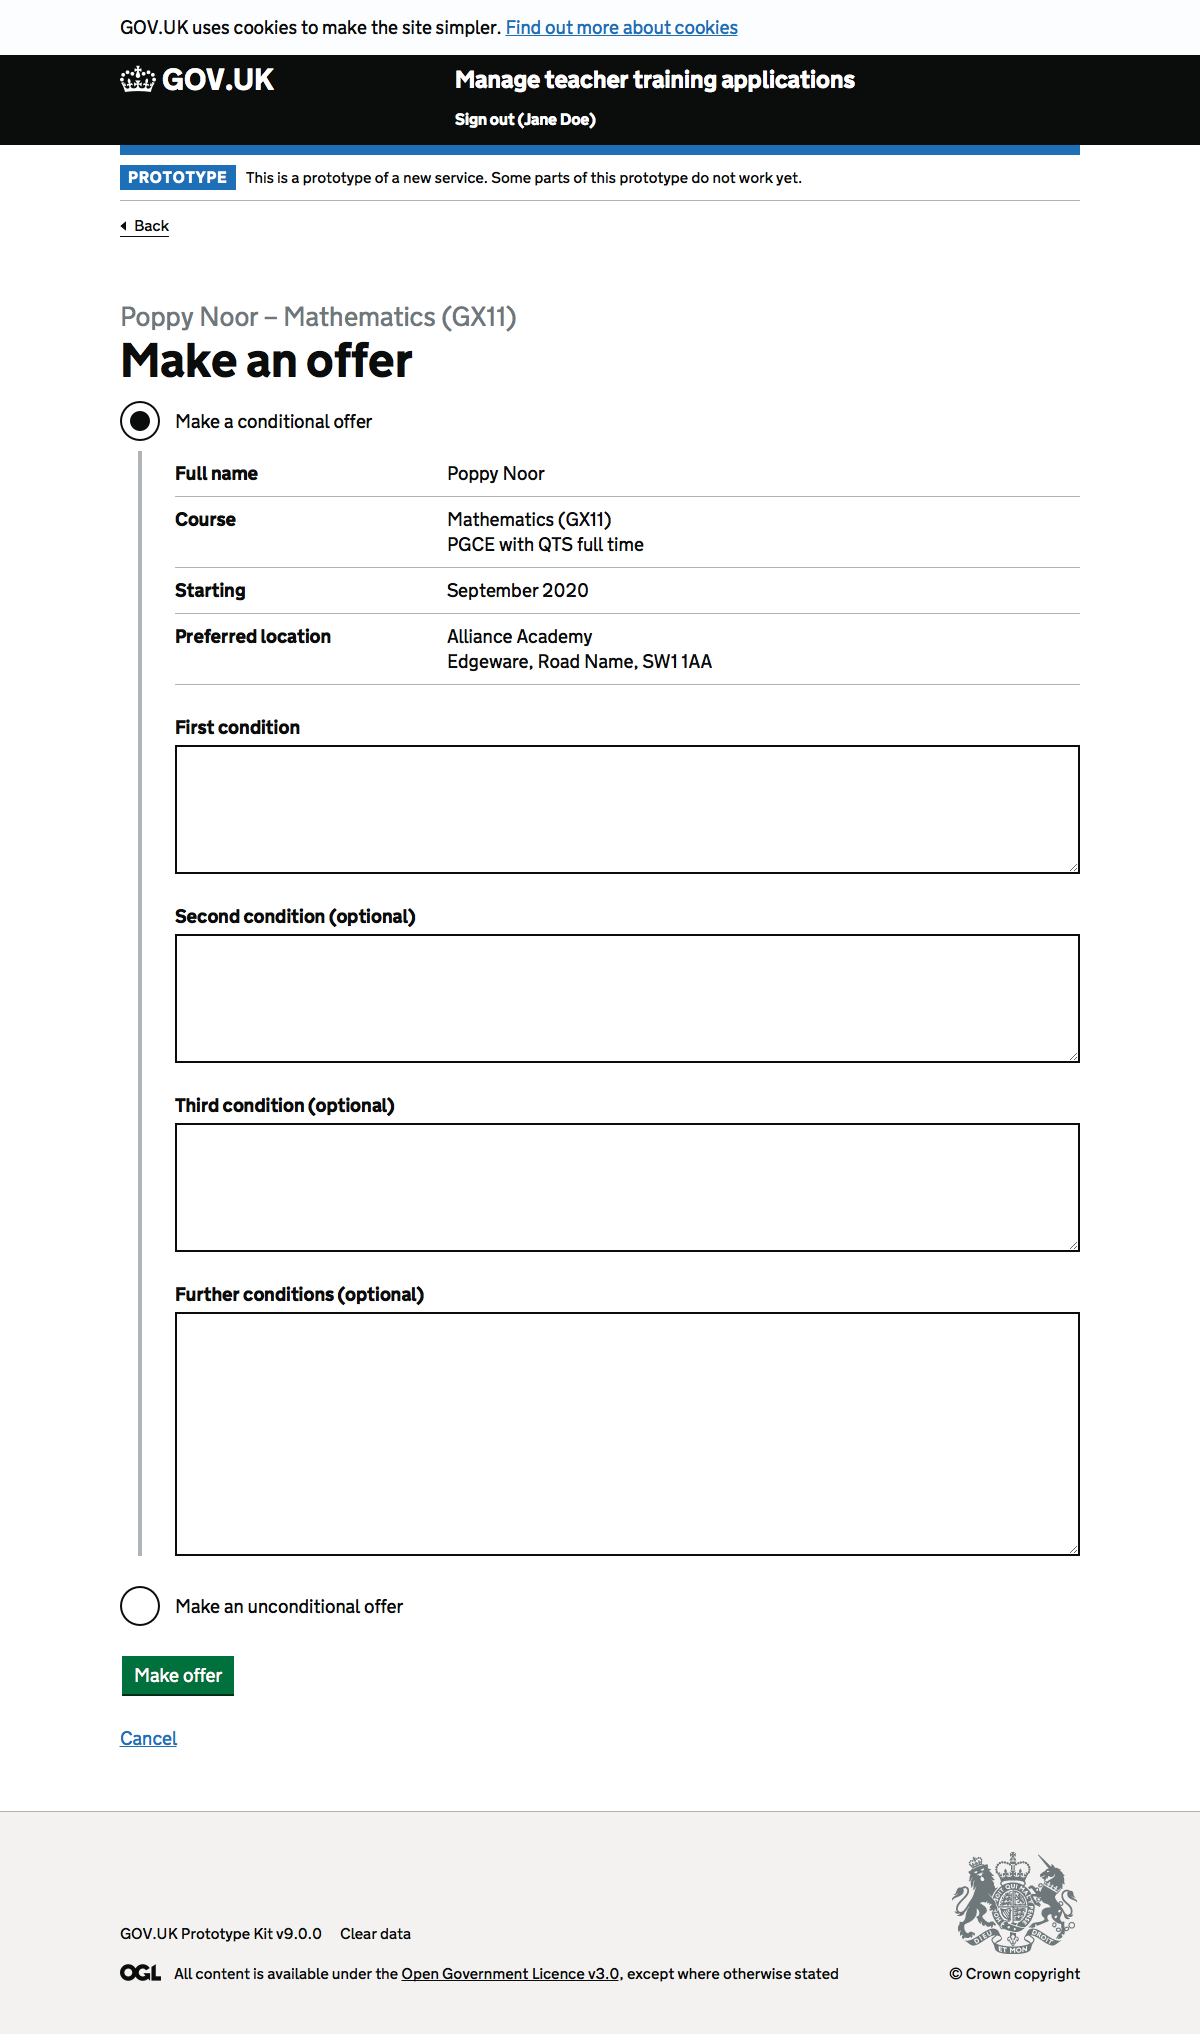 GOV.UK uses cookies to make the site simpler. Find out more about cookies
GOV.UK
Manage teacher training applications
Sign out (Jane Doe)
PROTOTYPE This is a prototype of a new service. Some parts of this prototype do not work yet.
Back
Poppy Noor – Mathematics (GX11)
Make an offer
Make a conditional offer
Full name Poppy Noor
Course Mathematics (GX11)
PGCE with QTS full time
Starting September 2020
Preferred location Alliance Academy
Edgeware, Road Name, SW1 1AA
First condition
Second condition (optional)
Third condition (optional)
Further conditions (optional)
Make an unconditional offer
Make offer
Cancel
DIEU ET MON DROIT
GOV.UK Prototype Kit v9.0.0 Clear data
OGL All content is available under the Open Government Licence v3.0, except where otherwise stated
© Crown copyright